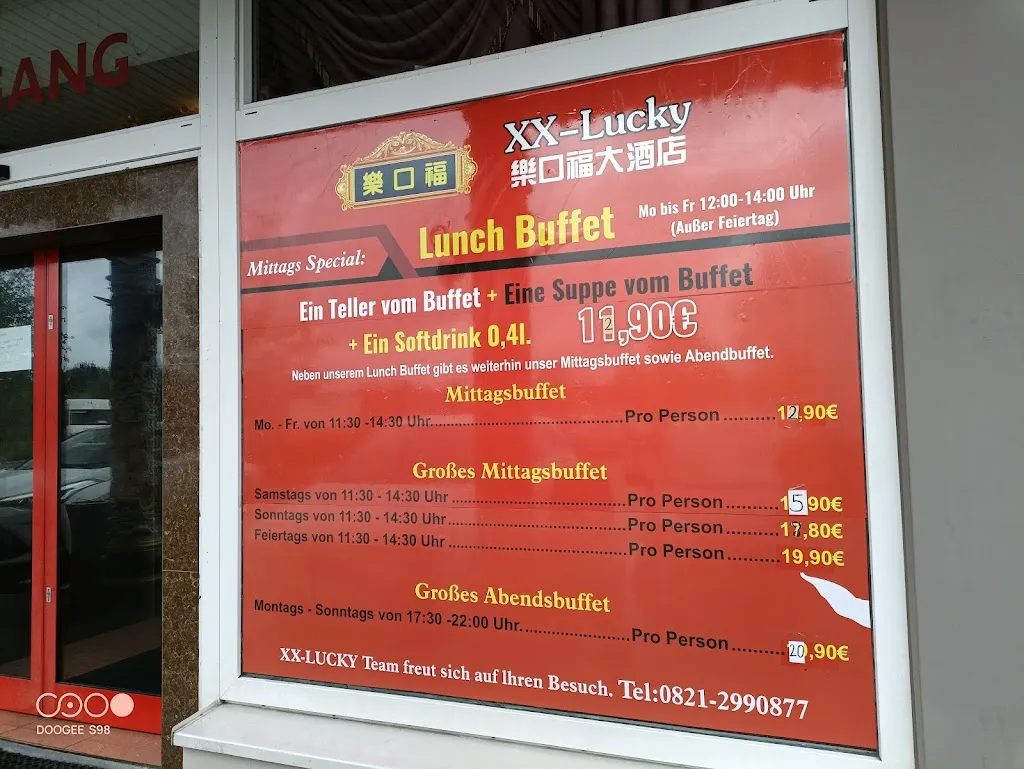 GANG
XX-Lucky
樂口福
樂口福大酒店
Lunch Buffet
Mo bis Fr 12:00-14:00 Uhr
(Außer Feiertag)
Mittags Special:
Ein Teller vom Buffet + Eine Suppe vom Buffet
+ Ein Softdrink 0,4l. 12,90€
Neben unserem Lunch Buffet gibt es weiterhin unser Mittagsbuffet sowie Abendbuffet.
Mittagsbuffet
Mo. - Fr. von 11:30 -14:30 Uhr. Pro Person 12,90€
Großes Mittagsbuffet
Samstags von 11:30 - 14:30 Uhr Pro Person 15,90€
Sonntags von 11:30 - 14:30 Uhr Pro Person 17,80€
Feiertags von 11:30 - 14:30 Uhr Pro Person 19,90€
Großes Abendsbuffet
Montags - Sonntags von 17:30 -22:00 Uhr. Pro Person 20,90€
XX-LUCKY Team freut sich auf Ihren Besuch. Tel:0821-2990877
DOOGEE S98